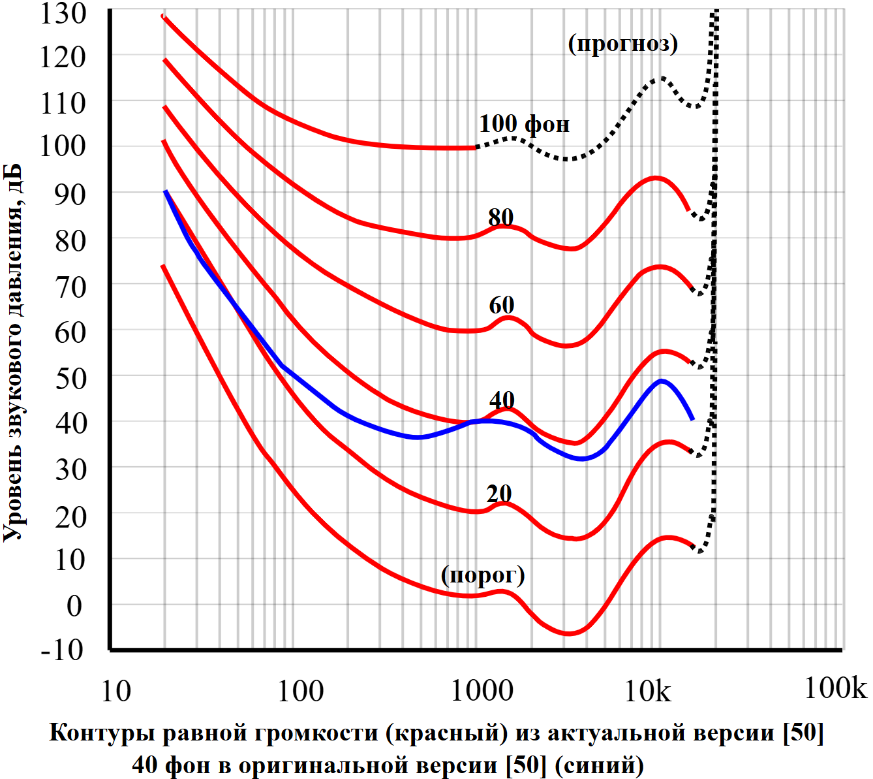 130
120
110
100
90
80
70
60
50
40
30
20
10
0
-10
Уровень звукового давления, дБ
(прогноз)
100 фон
80
60
40
20
(порог)
10 100 1000 10k 100k
Контуры равной громкости (красный) из актуальной версии [50]
40 фон в оригинальной версии [50] (синий)